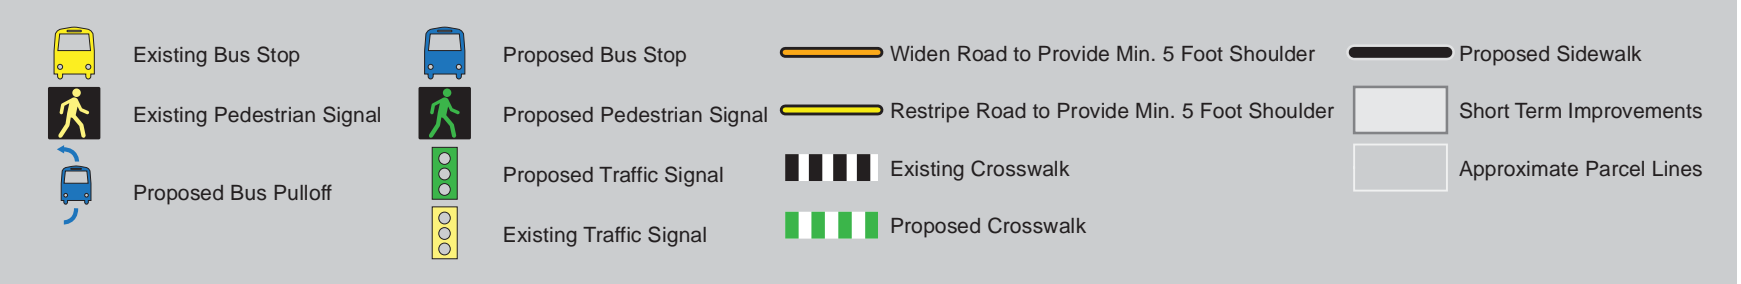 Existing Bus Stop
Existing Pedestrian Signal
Proposed Bus Pulloff
Proposed Bus Stop
Proposed Pedestrian Signal
Proposed Traffic Signal
Existing Traffic Signal
Widen Road to Provide Min. 5 Foot Shoulder
Restripe Road to Provide Min. 5 Foot Shoulder
Existing Crosswalk
Proposed Crosswalk
Proposed Sidewalk
Short Term Improvements
Approximate Parcel Lines